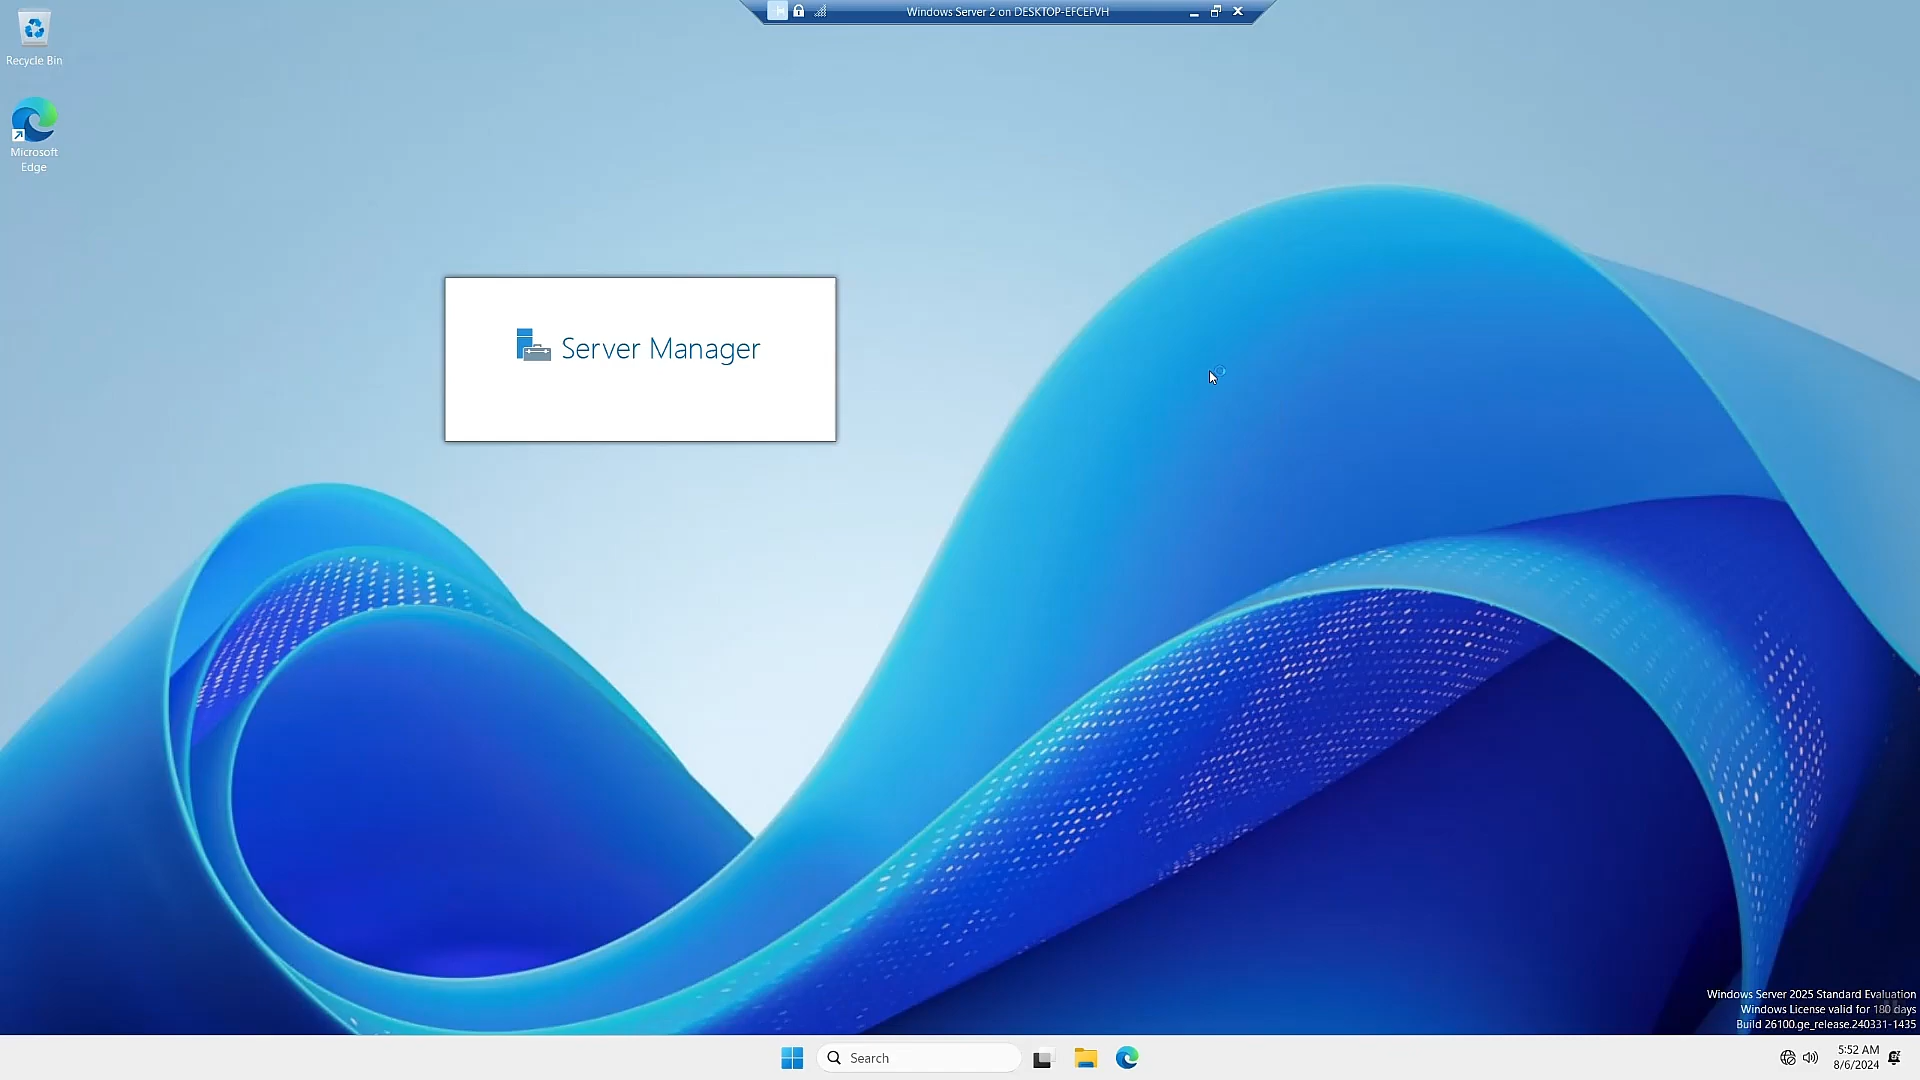 Windows Server 2 on DESKTOP-EFCEFVH
Recycle Bin
Microsoft
Edge
Server Manager
Windows Server 2025 Standard Evaluation
Windows License valid for 180 days
Build 26100.ge_release.240331-1435
Search
5:52 AM
8/6/2024